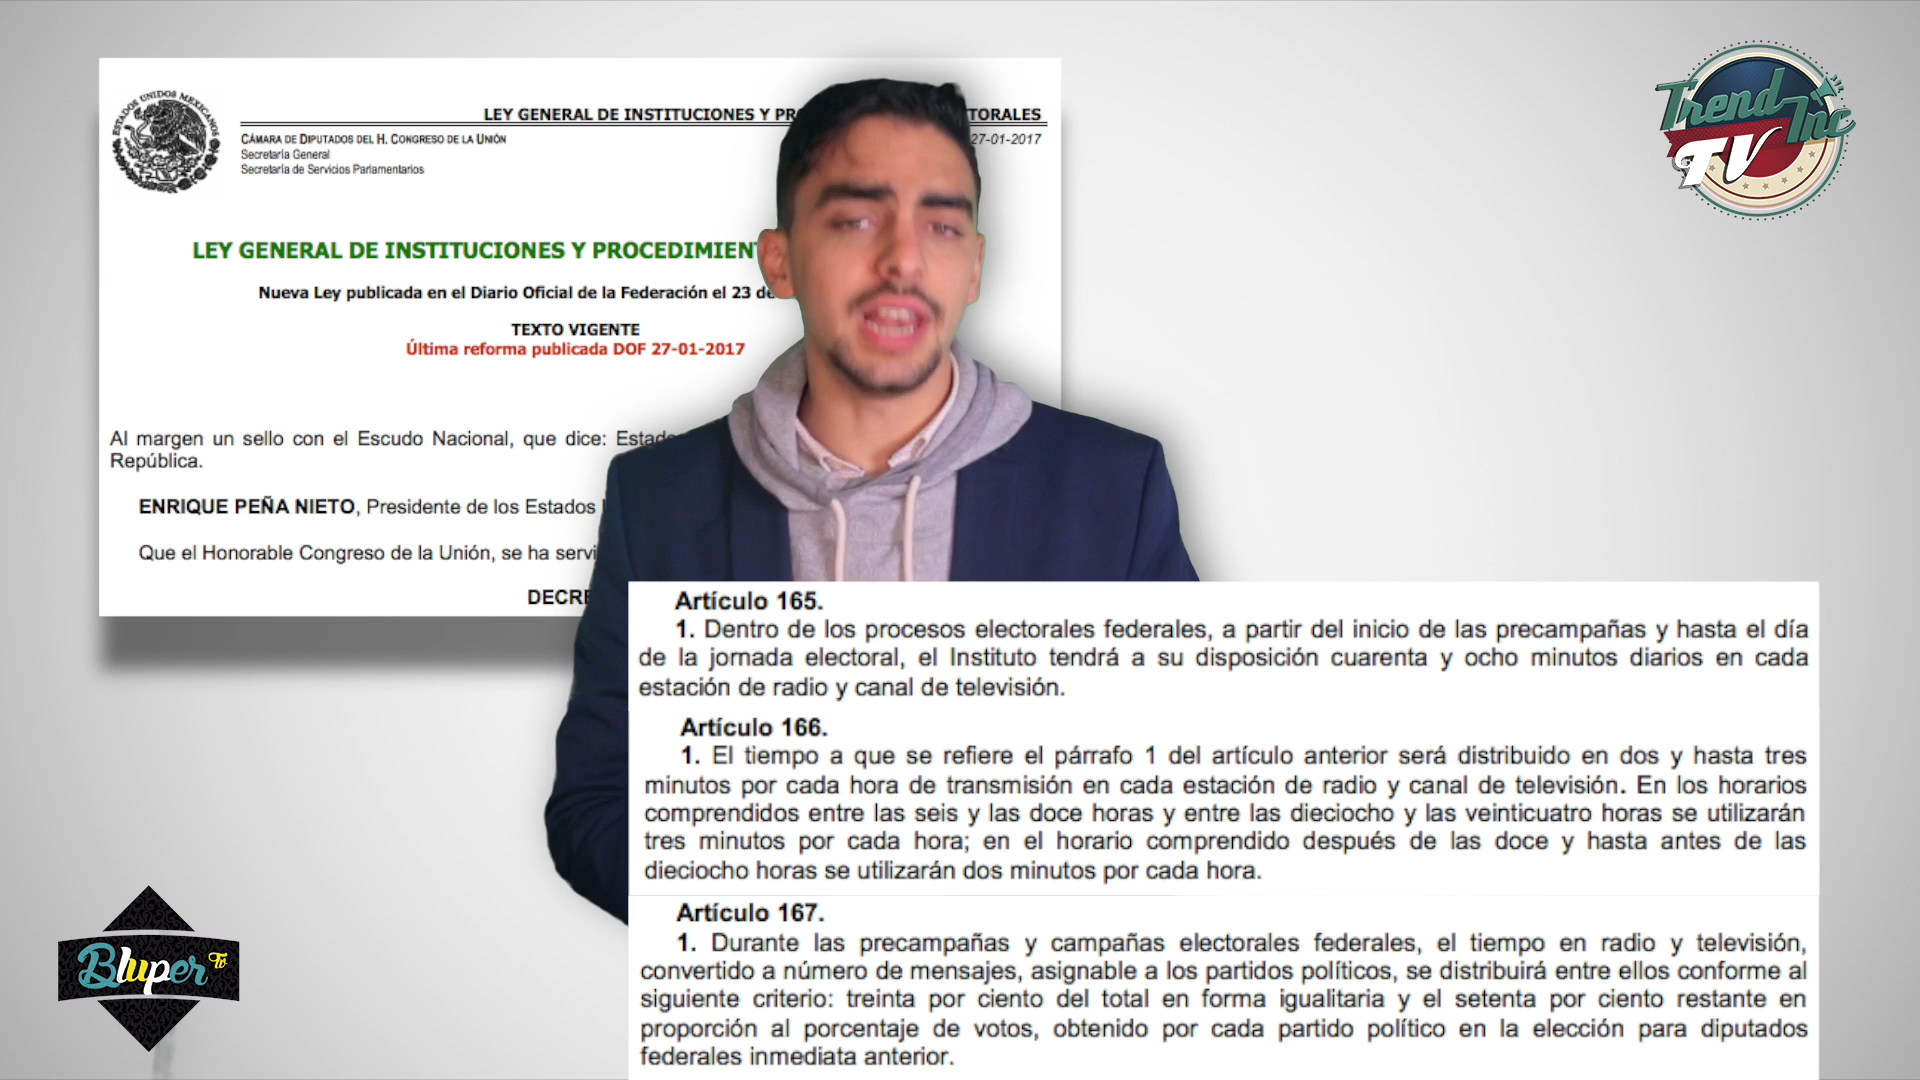 ESTADOS UNIDOS MEXICANOS
LEY GENERAL DE INSTITUCIONES Y PR
TORALES
CÁMARA DE DIPUTADOS DEL H. CONGRESO DE LA UNIÓN
27-01-2017
Secretaría General
Secretaría de Servicios Parlamentarios
LEY GENERAL DE INSTITUCIONES Y PROCEDIMIENT
Nueva Ley publicada en el Diario Oficial de la Federación el 23 de
TEXTO VIGENTE
Última reforma publicada DOF 27-01-2017
Al margen un sello con el Escudo Nacional, que dice: Estado
República.
ENRIQUE PEÑA NIETO, Presidente de los Estados
Que el Honorable Congreso de la Unión, se ha servi
DECRE
Trend Inc
TV
Artículo 165.
1. Dentro de los procesos electorales federales, a partir del inicio de las precampañas y hasta el día
de la jornada electoral, el Instituto tendrá a su disposición cuarenta y ocho minutos diarios en cada
estación de radio y canal de televisión.
Artículo 166.
1. El tiempo a que se refiere el párrafo 1 del artículo anterior será distribuido en dos y hasta tres
minutos por cada hora de transmisión en cada estación de radio y canal de televisión. En los horarios
comprendidos entre las seis y las doce horas y entre las dieciocho y las veinticuatro horas se utilizarán
tres minutos por cada hora; en el horario comprendido después de las doce y hasta antes de las
dieciocho horas se utilizarán dos minutos por cada hora.
Artículo 167.
1. Durante las precampañas y campañas electorales federales, el tiempo en radio y televisión,
convertido a número de mensajes, asignable a los partidos políticos, se distribuirá entre ellos conforme al
siguiente criterio: treinta por ciento del total en forma igualitaria y el setenta por ciento restante en
proporción al porcentaje de votos, obtenido por cada partido político en la elección para diputados
federales inmediata anterior.
Bluper Tv